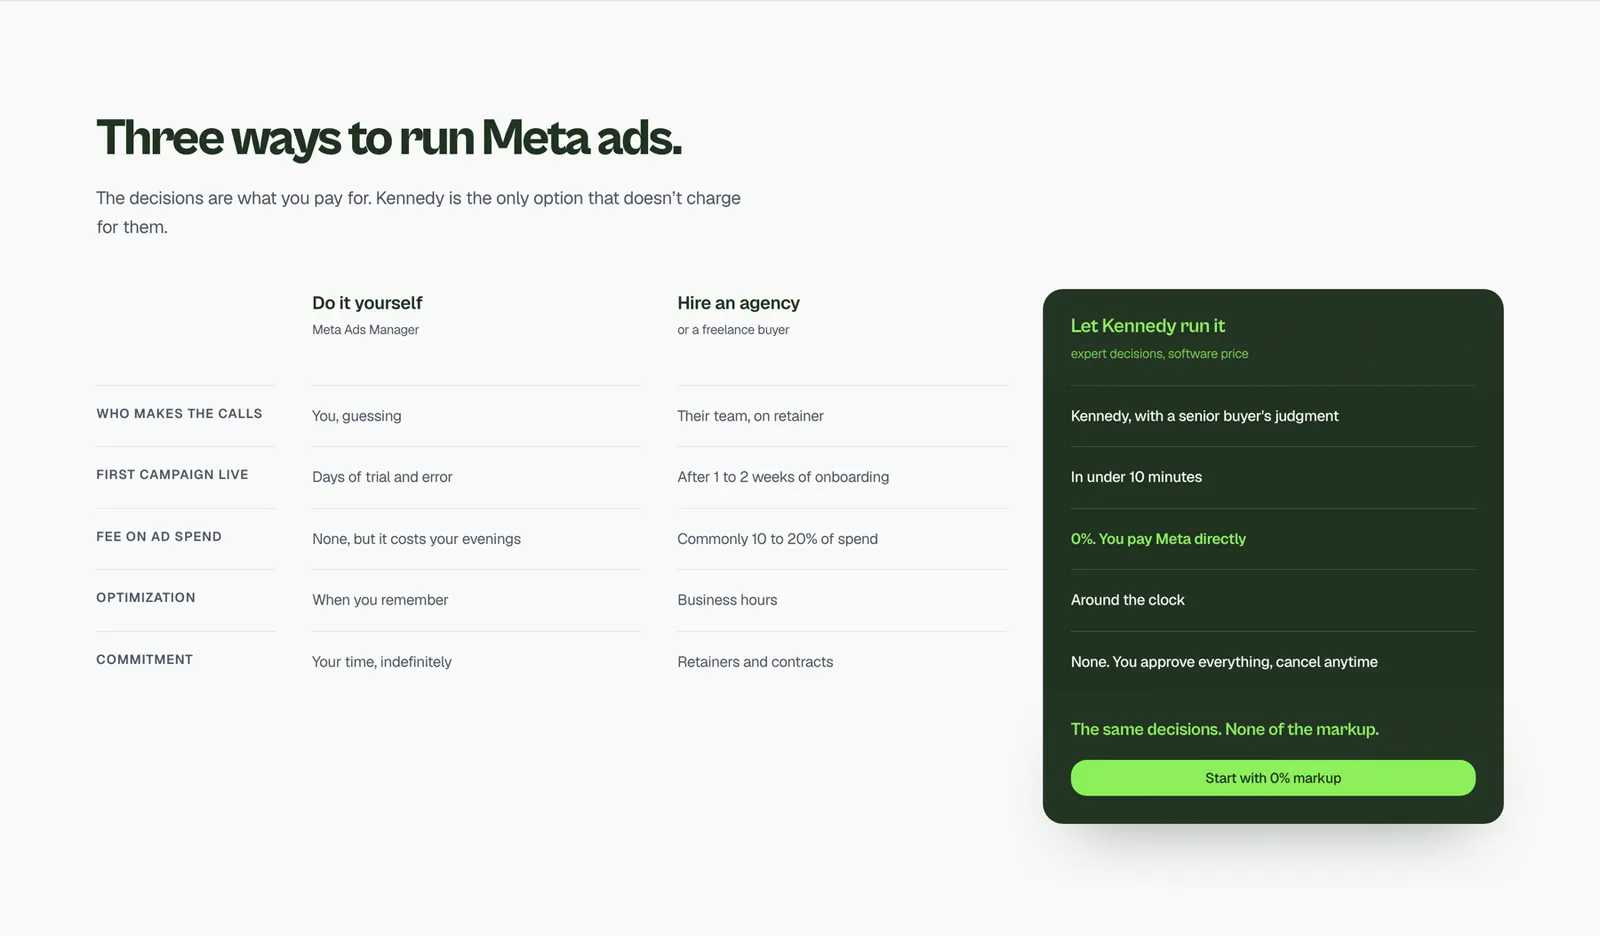 Three ways to run Meta ads.
The decisions are what you pay for. Kennedy is the only option that doesn’t charge
for them.
Do it yourself
Meta Ads Manager
Hire an agency
or a freelance buyer
Let Kennedy run it
expert decisions, software price
WHO MAKES THE CALLS
You, guessing
Their team, on retainer
Kennedy, with a senior buyer's judgment
FIRST CAMPAIGN LIVE
Days of trial and error
After 1 to 2 weeks of onboarding
In under 10 minutes
FEE ON AD SPEND
None, but it costs your evenings
Commonly 10 to 20% of spend
0%. You pay Meta directly
OPTIMIZATION
When you remember
Business hours
Around the clock
COMMITMENT
Your time, indefinitely
Retainers and contracts
None. You approve everything, cancel anytime
The same decisions. None of the markup.
Start with 0% markup